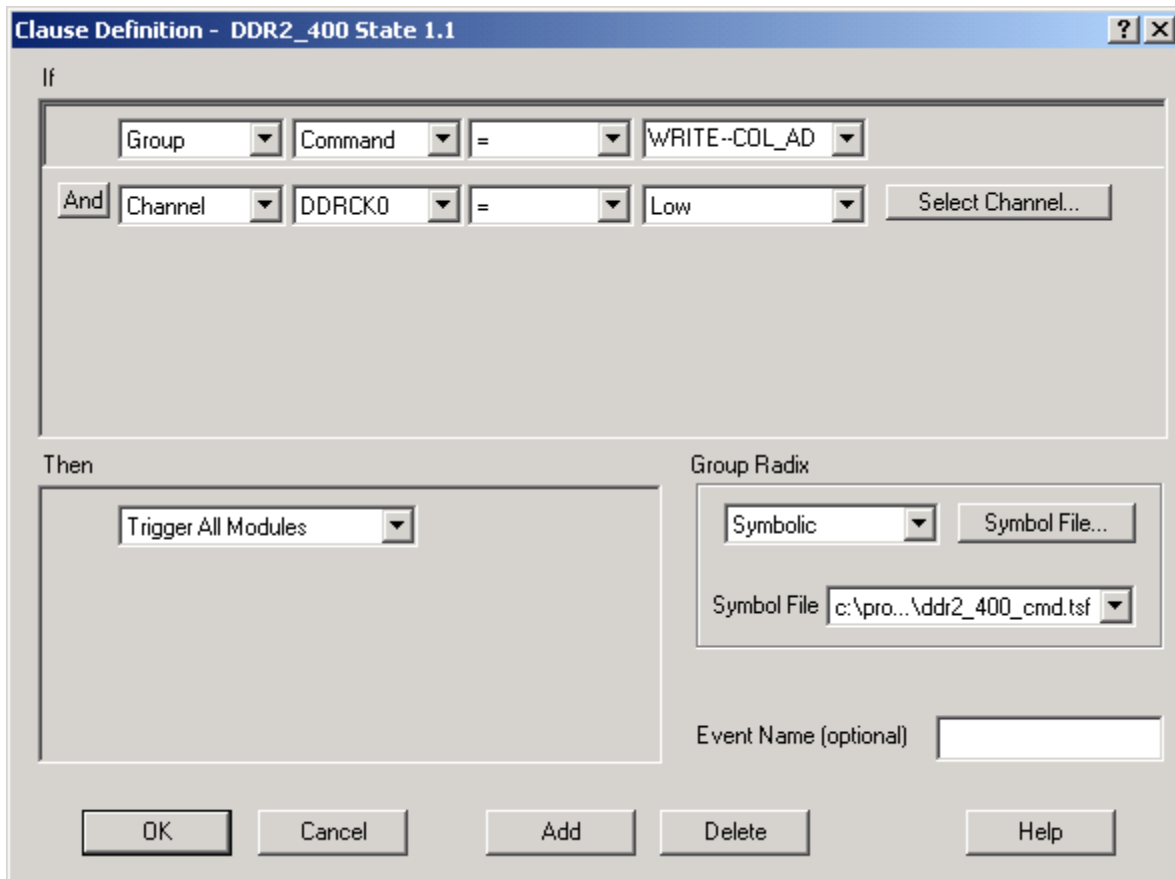 Clause Definition - DDR2_400 State 1.1
If
Group Command = WRITE--COL_AD
And Channel DDRCK0 = Low Select Channel...
Then Group Radix
Trigger All Modules Symbolic Symbol File...
Symbol File c:\pro...\ddr2_400_cmd.tsf
Event Name (optional)
OK Cancel Add Delete Help